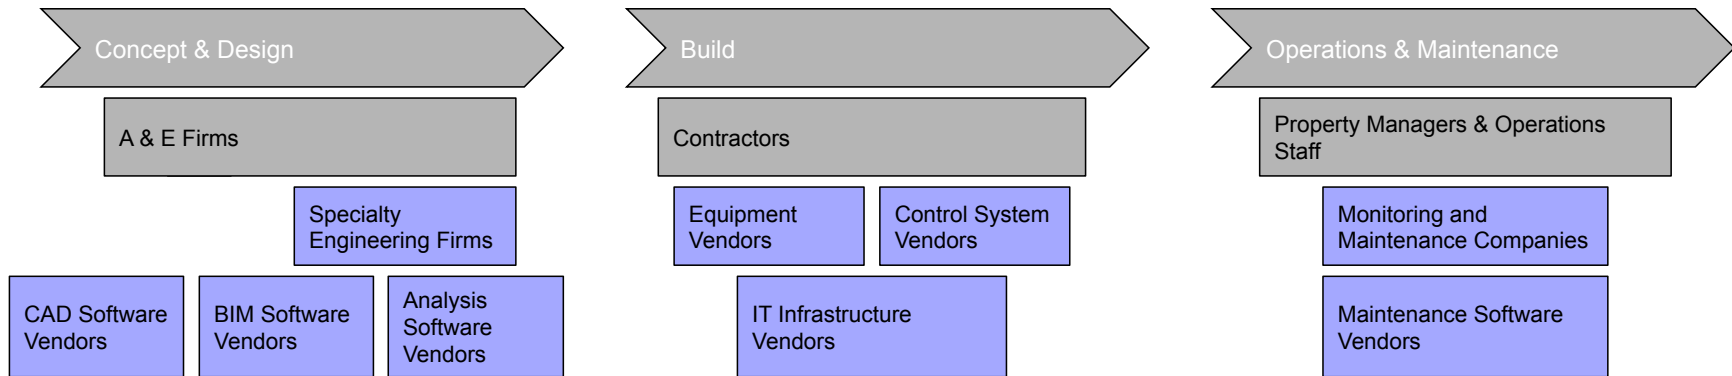 Concept & Design
Build
Operations & Maintenance
A & E Firms
Contractors
Property Managers & Operations
Staff
Specialty
Engineering Firms
Equipment
Vendors
Control System
Vendors
Monitoring and
Maintenance Companies
CAD Software
Vendors
BIM Software
Vendors
Analysis
Software
Vendors
IT Infrastructure
Vendors
Maintenance Software
Vendors